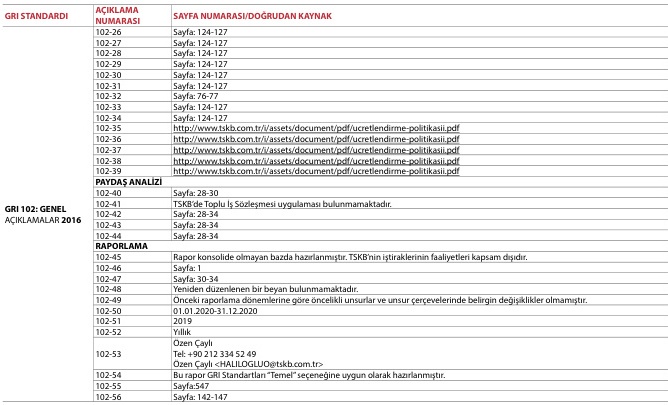 GRI STANDARDI AÇIKLAMA NUMARASI SAYFA NUMARASI/DOĞRUDAN KAYNAK
102-26 Sayfa: 124-127
102-27 Sayfa: 124-127
102-28 Sayfa: 124-127
102-29 Sayfa: 124-127
102-30 Sayfa: 124-127
102-31 Sayfa: 124-127
102-32 Sayfa: 76-77
102-33 Sayfa: 124-127
102-34 Sayfa: 124-127
102-35 http://www.tskb.com.tr/i/assets/document/pdf/ucretlendirme-politikasii.pdf
102-36 http://www.tskb.com.tr/i/assets/document/pdf/ucretlendirme-politikasii.pdf
102-37 http://www.tskb.com.tr/i/assets/document/pdf/ucretlendirme-politikasii.pdf
102-38 http://www.tskb.com.tr/i/assets/document/pdf/ucretlendirme-politikasii.pdf
102-39 http://www.tskb.com.tr/i/assets/document/pdf/ucretlendirme-politikasii.pdf
PAYDAŞ ANALİZİ
102-40 Sayfa: 28-30
102-41 TSKB'de Toplu İş Sözleşmesi uygulaması bulunmamaktadır.
GRI 102: GENEL
AÇIKLAMALAR 2016
102-42 Sayfa: 28-34
102-43 Sayfa: 28-34
102-44 Sayfa: 28-34
RAPORLAMA
102-45 Rapor konsolide olmayan bazda hazırlanmıştır. TSKB'nin iştiraklerinin faaliyetleri kapsam dışıdır.
102-46 Sayfa: 1
102-47 Sayfa: 30-34
102-48 Yeniden düzenlenen bir beyan bulunmamaktadır.
102-49 Önceki raporlama dönemlerine göre öncelikli unsurlar ve unsur çerçevelerinde belirgin değişiklikler olmamıştır.
102-50 01.01.2020-31.12.2020
102-51 2019
102-52 Yıllık
102-53 Özen Çaylı
Tel: +90 212 334 52 49
Özen Çaylı <HALILOGLUO@tskb.com.tr>
102-54 Bu rapor GRI Standartları "Temel" seçeneğine uygun olarak hazırlanmıştır.
102-55 Sayfa:547
102-56 Sayfa: 142-147